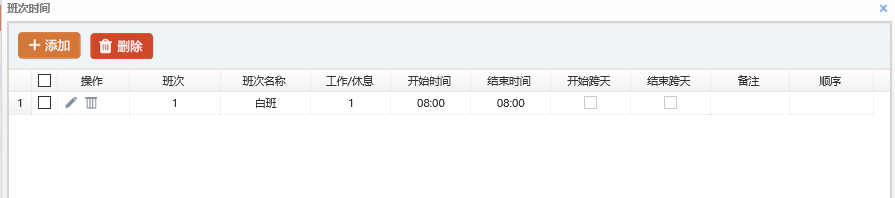 班次时间
添加 删除
操作 班次 班次名称 工作/休息 开始时间 结束时间 开始跨天 结束跨天 备注 顺序
1 1 白班 1 08:00 08:00